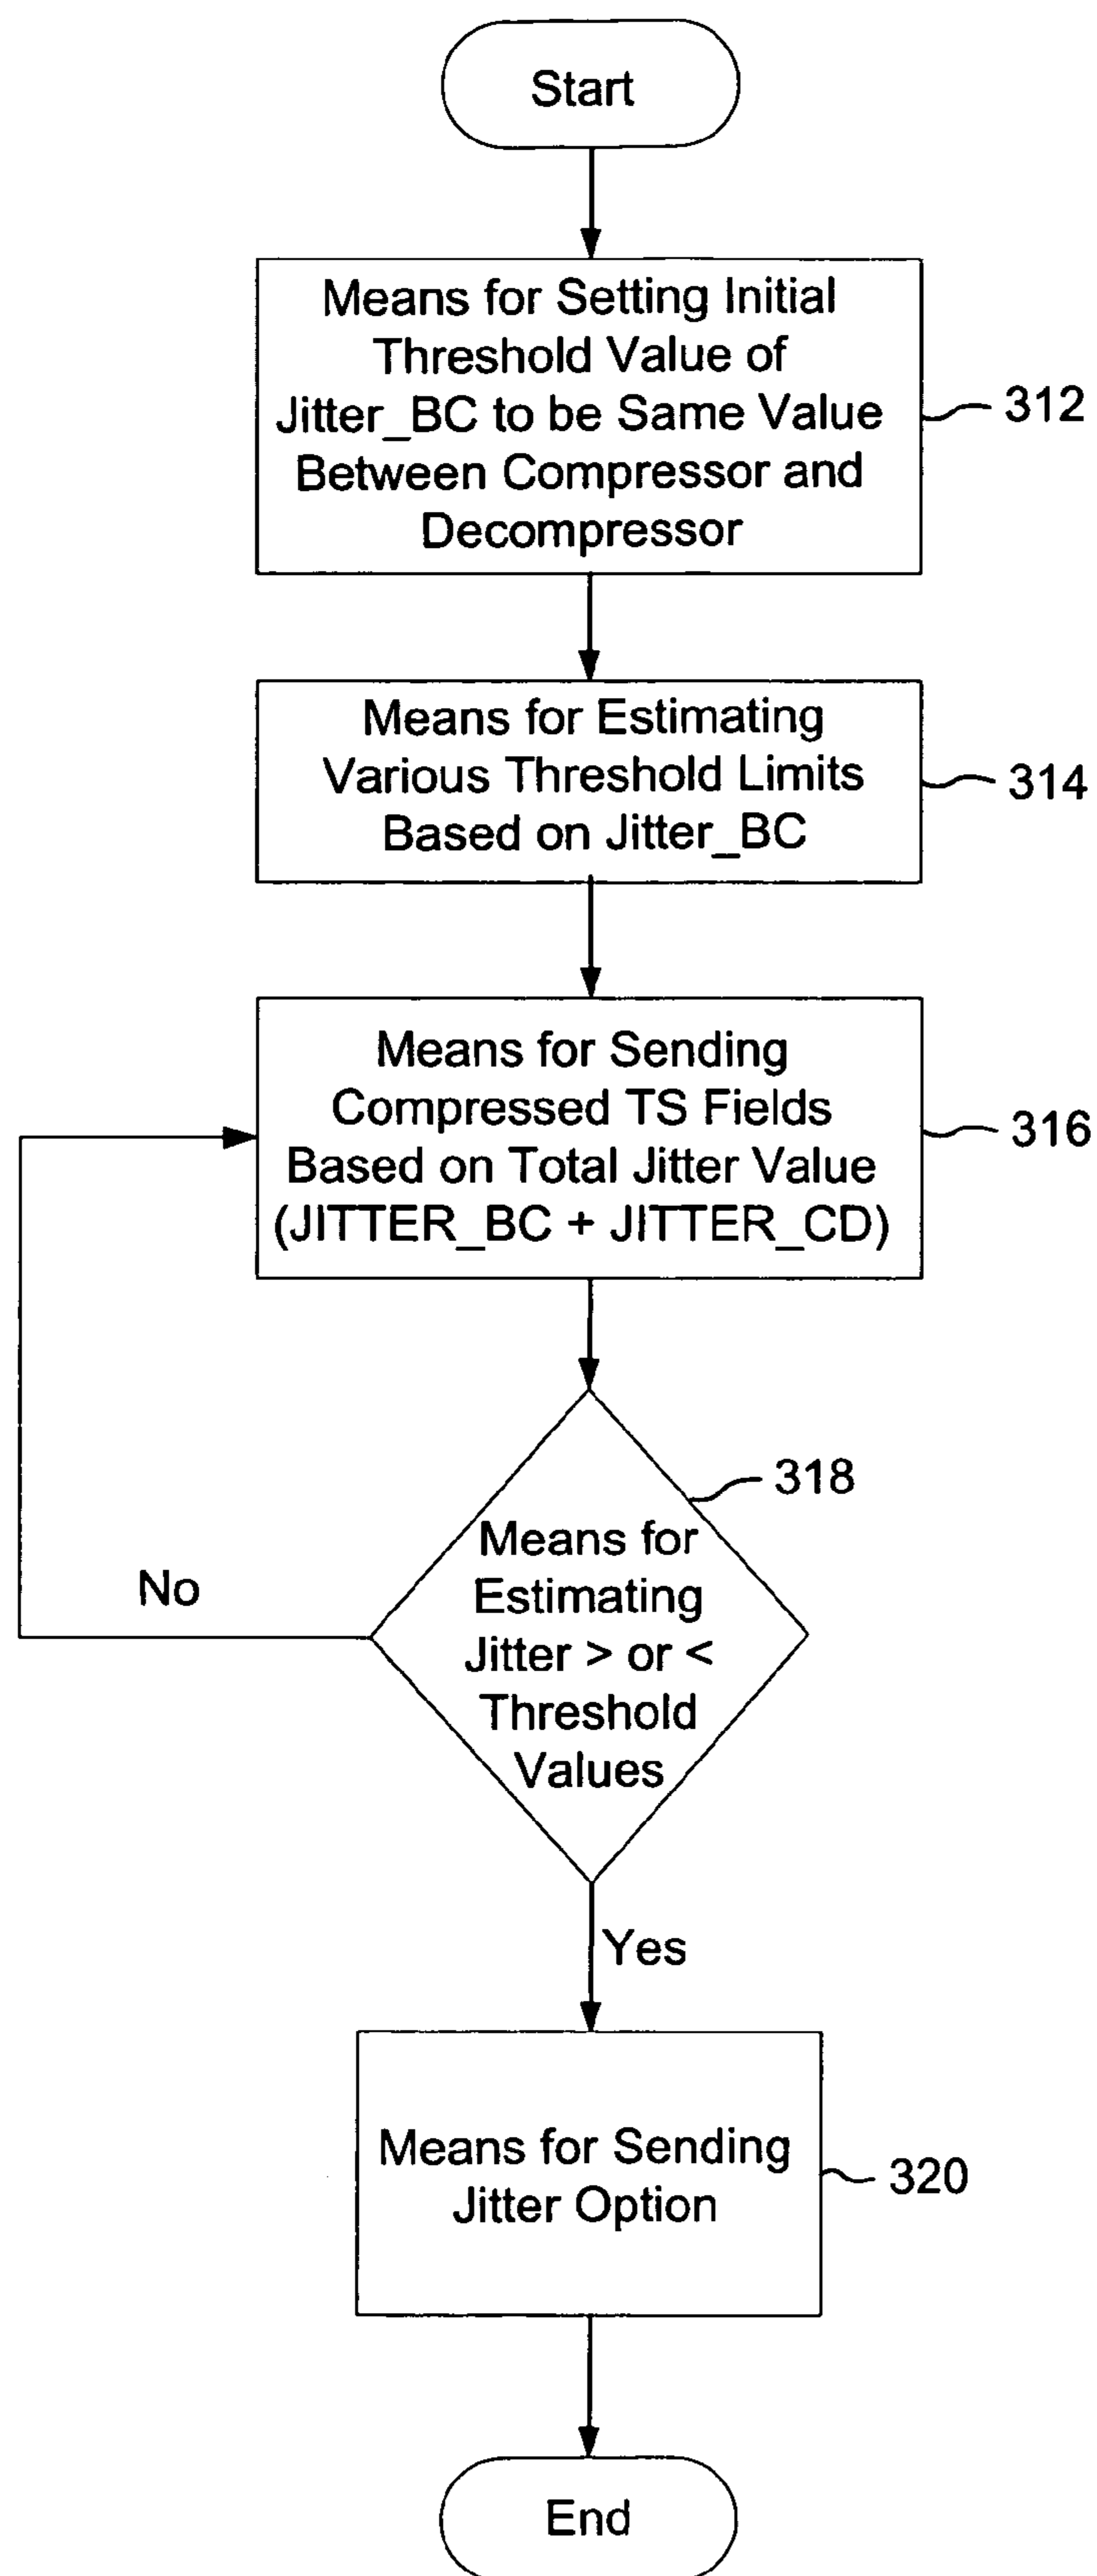 Start
Means for Setting Initial
Threshold Value of
Jitter_BC to be Same Value
Between Compressor and
Decompressor
312
Means for Estimating
Various Threshold Limits
Based on Jitter_BC
314
Means for Sending
Compressed TS Fields
Based on Total Jitter Value
(JITTER_BC + JITTER_CD)
316
318
Means for
Estimating
Jitter > or <
Threshold
Values
No
Yes
Means for Sending
Jitter Option
320
End